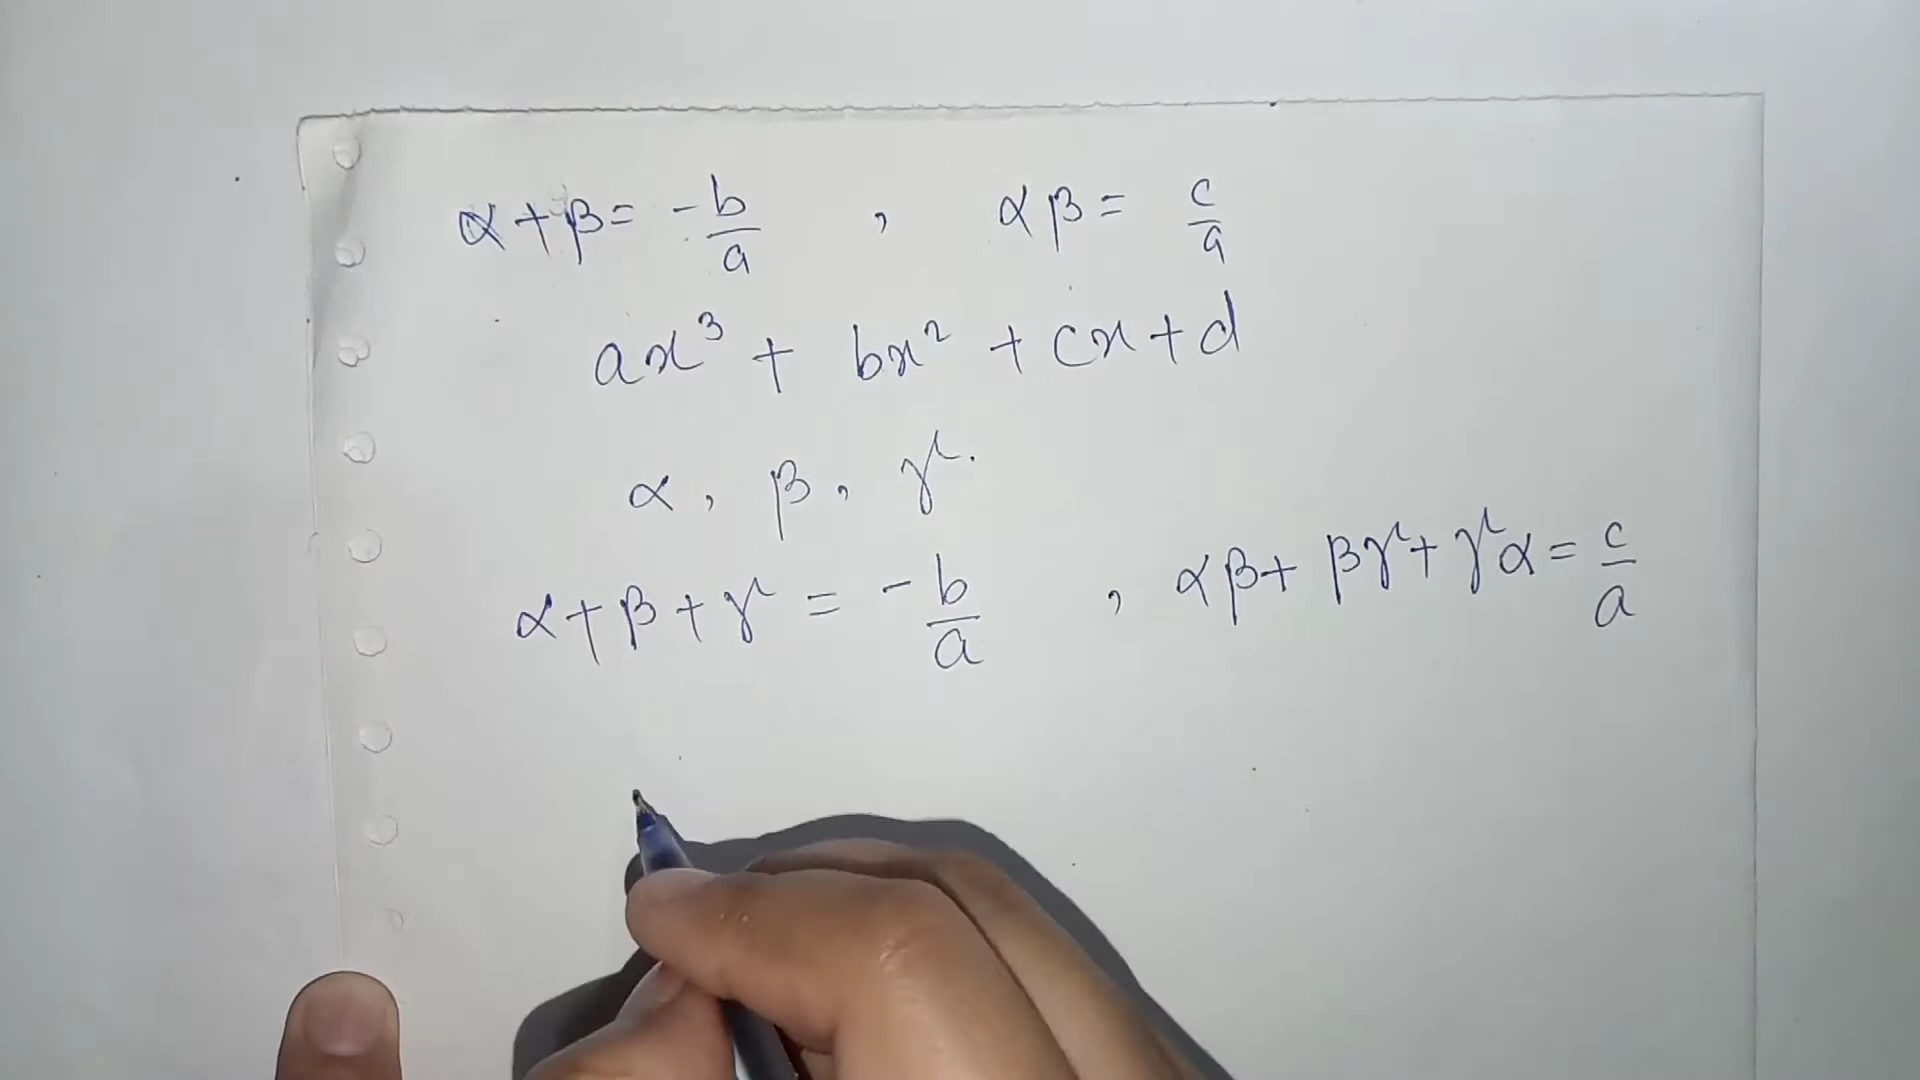 α + β = -b/a , αβ = c/a
ax³ + bx² + cx + d
α, β, γ.
α + β + γ = -b/a , αβ + βγ + γα = c/a